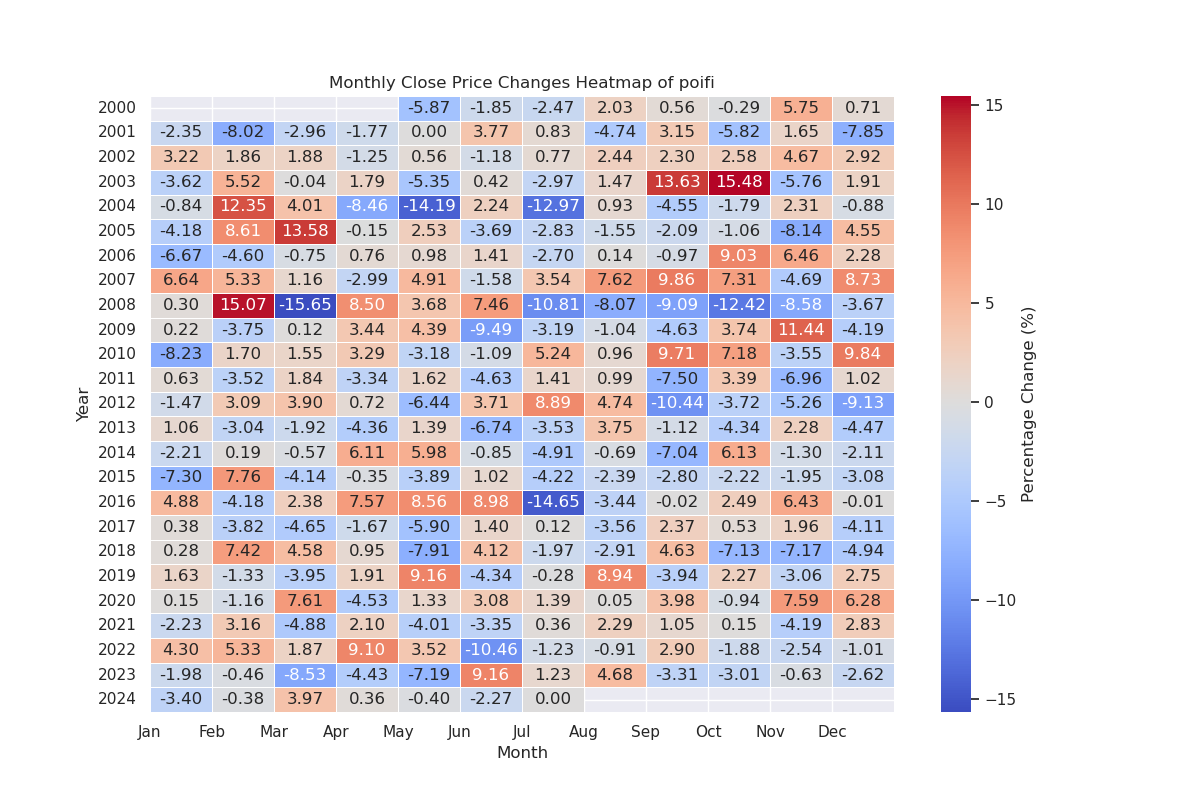 Monthly Close Price Changes Heatmap of poifi
2000 -5.87 -1.85 -2.47 2.03 0.56 -0.29 5.75 0.71
2001 -2.35 -8.02 -2.96 -1.77 0.00 3.77 0.83 -4.74 3.15 -5.82 1.65 -7.85
2002 3.22 1.86 1.88 -1.25 0.56 -1.18 0.77 2.44 2.30 2.58 4.67 2.92
2003 -3.62 5.52 -0.04 1.79 -5.35 0.42 -2.97 1.47 13.63 15.48 -5.76 1.91
2004 -0.84 12.35 4.01 -8.46 -14.19 2.24 -12.97 0.93 -4.55 -1.79 2.31 -0.88
2005 -4.18 8.61 13.58 -0.15 2.53 -3.69 -2.83 -1.55 -2.09 -1.06 -8.14 4.55
2006 -6.67 -4.60 -0.75 0.76 0.98 1.41 -2.70 0.14 -0.97 9.03 6.46 2.28
2007 6.64 5.33 1.16 -2.99 4.91 -1.58 3.54 7.62 9.86 7.31 -4.69 8.73
2008 0.30 15.07 -15.65 8.50 3.68 7.46 -10.81 -8.07 -9.09 -12.42 -8.58 -3.67
2009 0.22 -3.75 0.12 3.44 4.39 -9.49 -3.19 -1.04 -4.63 3.74 11.44 -4.19
2010 -8.23 1.70 1.55 3.29 -3.18 -1.09 5.24 0.96 9.71 7.18 -3.55 9.84
2011 0.63 -3.52 1.84 -3.34 1.62 -4.63 1.41 0.99 -7.50 3.39 -6.96 1.02
2012 -1.47 3.09 3.90 0.72 -6.44 3.71 8.89 4.74 -10.44 -3.72 -5.26 -9.13
2013 1.06 -3.04 -1.92 -4.36 1.39 -6.74 -3.53 3.75 -1.12 -4.34 2.28 -4.47
2014 -2.21 0.19 -0.57 6.11 5.98 -0.85 -4.91 -0.69 -7.04 6.13 -1.30 -2.11
2015 -7.30 7.76 -4.14 -0.35 -3.89 1.02 -4.22 -2.39 -2.80 -2.22 -1.95 -3.08
2016 4.88 -4.18 2.38 7.57 8.56 8.98 -14.65 -3.44 -0.02 2.49 6.43 -0.01
2017 0.38 -3.82 -4.65 -1.67 -5.90 1.40 0.12 -3.56 2.37 0.53 1.96 -4.11
2018 0.28 7.42 4.58 0.95 -7.91 4.12 -1.97 -2.91 4.63 -7.13 -7.17 -4.94
2019 1.63 -1.33 -3.95 1.91 9.16 -4.34 -0.28 8.94 -3.94 2.27 -3.06 2.75
2020 0.15 -1.16 7.61 -4.53 1.33 3.08 1.39 0.05 3.98 -0.94 7.59 6.28
2021 -2.23 3.16 -4.88 2.10 -4.01 -3.35 0.36 2.29 1.05 0.15 -4.19 2.83
2022 4.30 5.33 1.87 9.10 3.52 -10.46 -1.23 -0.91 2.90 -1.88 -2.54 -1.01
2023 -1.98 -0.46 -8.53 -4.43 -7.19 9.16 1.23 4.68 -3.31 -3.01 -0.63 -2.62
2024 -3.40 -0.38 3.97 0.36 -0.40 -2.27 0.00
Jan Feb Mar Apr May Jun Jul Aug Sep Oct Nov Dec
Month
Year
15
10
5
0
−5
−10
−15
Percentage Change (%)